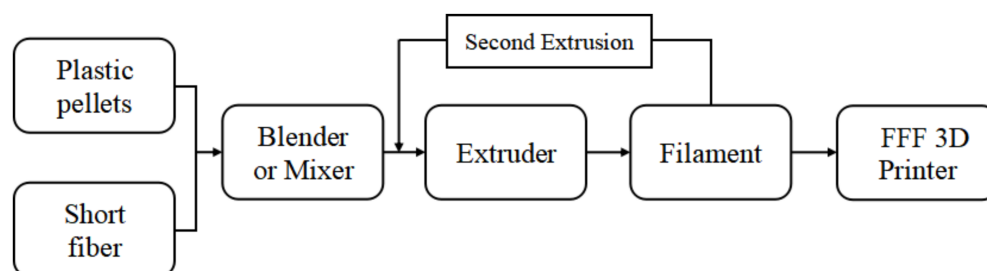 Second Extrusion
Plastic
pellets
Short
fiber
Blender
or Mixer
Extruder
Filament
FFF 3D
Printer